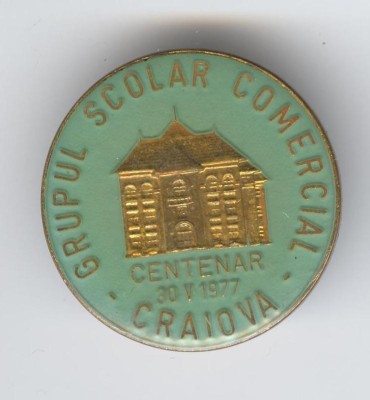 GRUPUL SCOLAR COMERCIAL
CENTENAR
30 V 1977
- CRAIOVA -